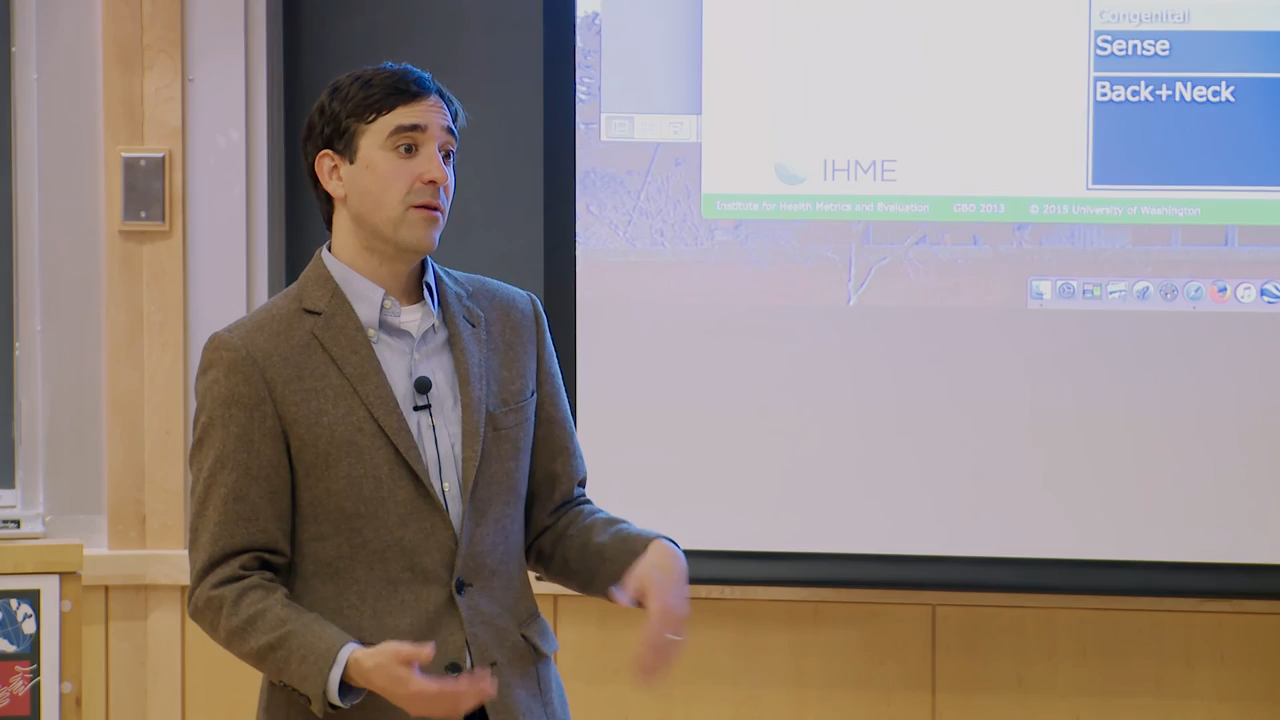 Congenital
Sense
Back+Neck
IHME
Institute for Health Metrics and Evaluation GBD 2013 © 2015 University of Washington